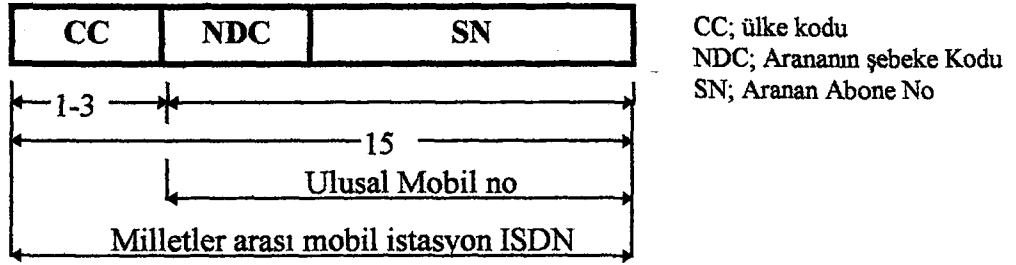 CC NDC SN
CC; ülke kodu
NDC; Arananın şebeke Kodu
SN; Aranan Abone No
1-3
15
Ulusal Mobil no
Milletler arası mobil istasyon ISDN